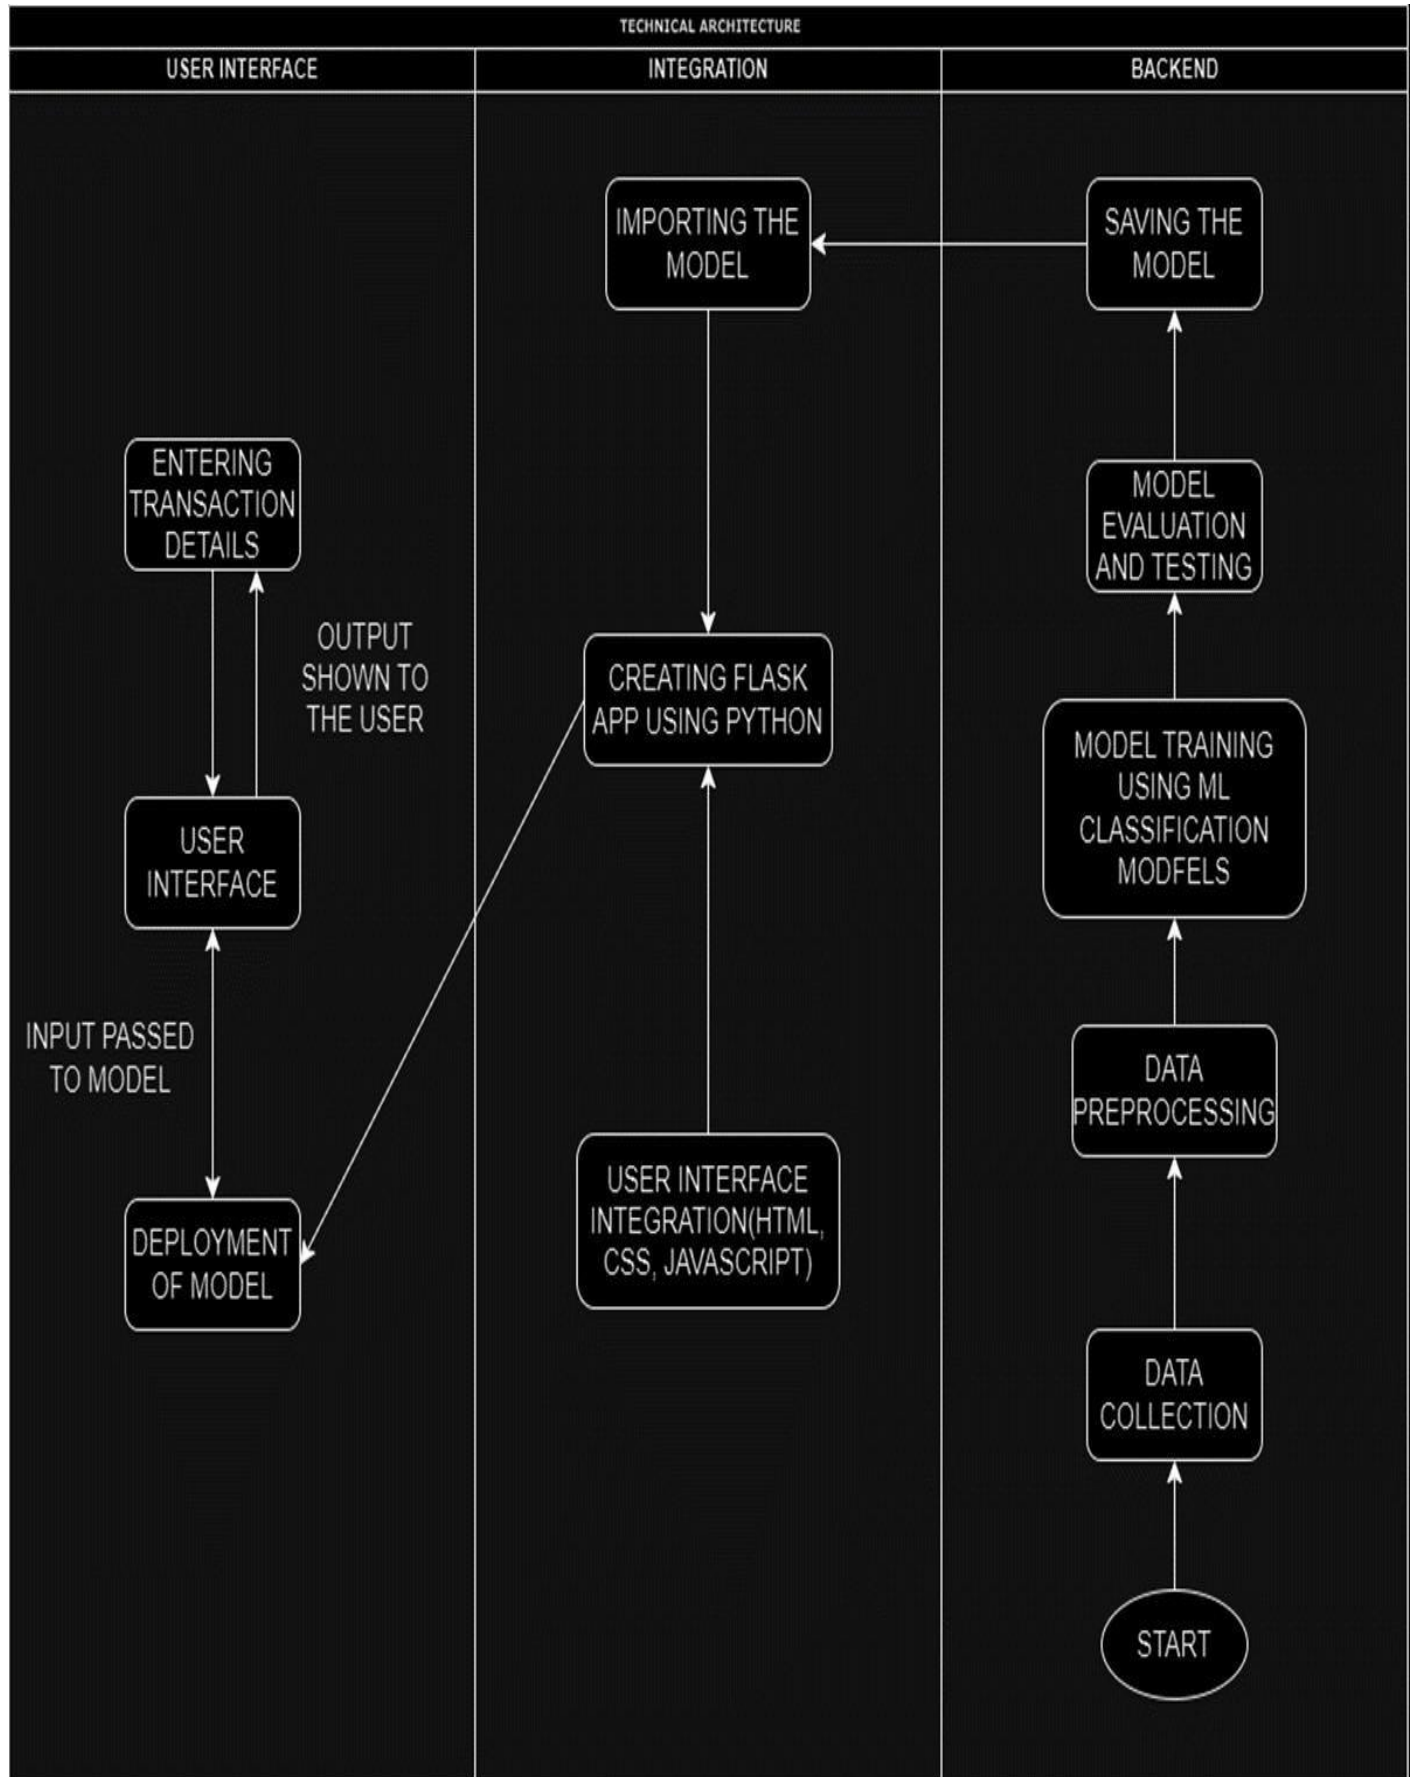 TECHNICAL ARCHITECTURE
USER INTERFACE
INTEGRATION
BACKEND
ENTERING
TRANSACTION
DETAILS
OUTPUT
SHOWN TO
THE USER
USER
INTERFACE
INPUT PASSED
TO MODEL
DEPLOYMENT
OF MODEL
IMPORTING THE
MODEL
CREATING FLASK
APP USING PYTHON
USER INTERFACE
INTEGRATION(HTML,
CSS, JAVASCRIPT)
SAVING THE
MODEL
MODEL
EVALUATION
AND TESTING
MODEL TRAINING
USING ML
CLASSIFICATION
MODFELS
DATA
PREPROCESSING
DATA
COLLECTION
START